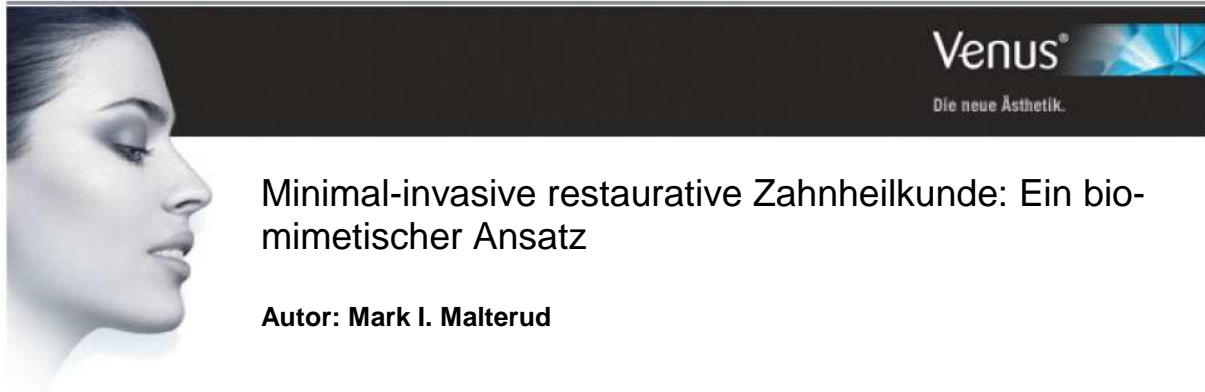 Venus®
Die neue Ästhetik.
Minimal-invasive restaurative Zahnheilkunde: Ein bio-
mimetischer Ansatz
Autor: Mark I. Malterud